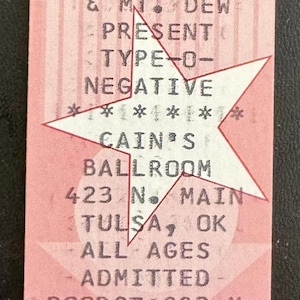 & MT. DEW
PRESENT
TYPE-O-
NEGATIVE
* * * * * * *
CAIN'S
BALLROOM
423 N. MAIN
TULSA, OK
ALL AGES
ADMITTED